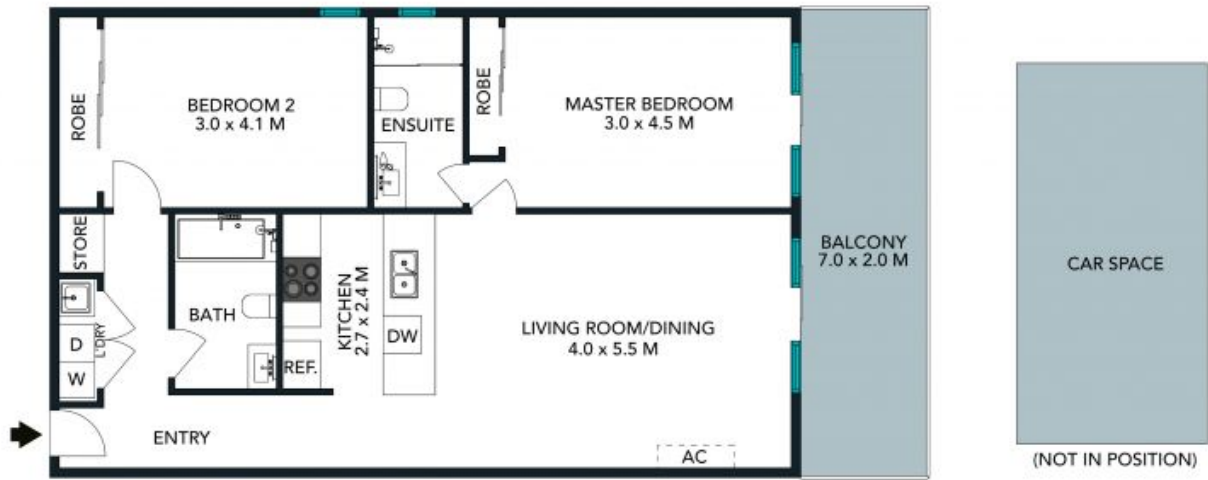 BEDROOM 2
3.0 x 4.1 M
ROBE
ENSUITE
ROBE
MASTER BEDROOM
3.0 x 4.5 M
STORE
BATH
L'DRY
D
W
KITCHEN
2.7 x 2.4 M
REF.
DW
LIVING ROOM/DINING
4.0 x 5.5 M
BALCONY
7.0 x 2.0 M
CAR SPACE
ENTRY
AC
(NOT IN POSITION)